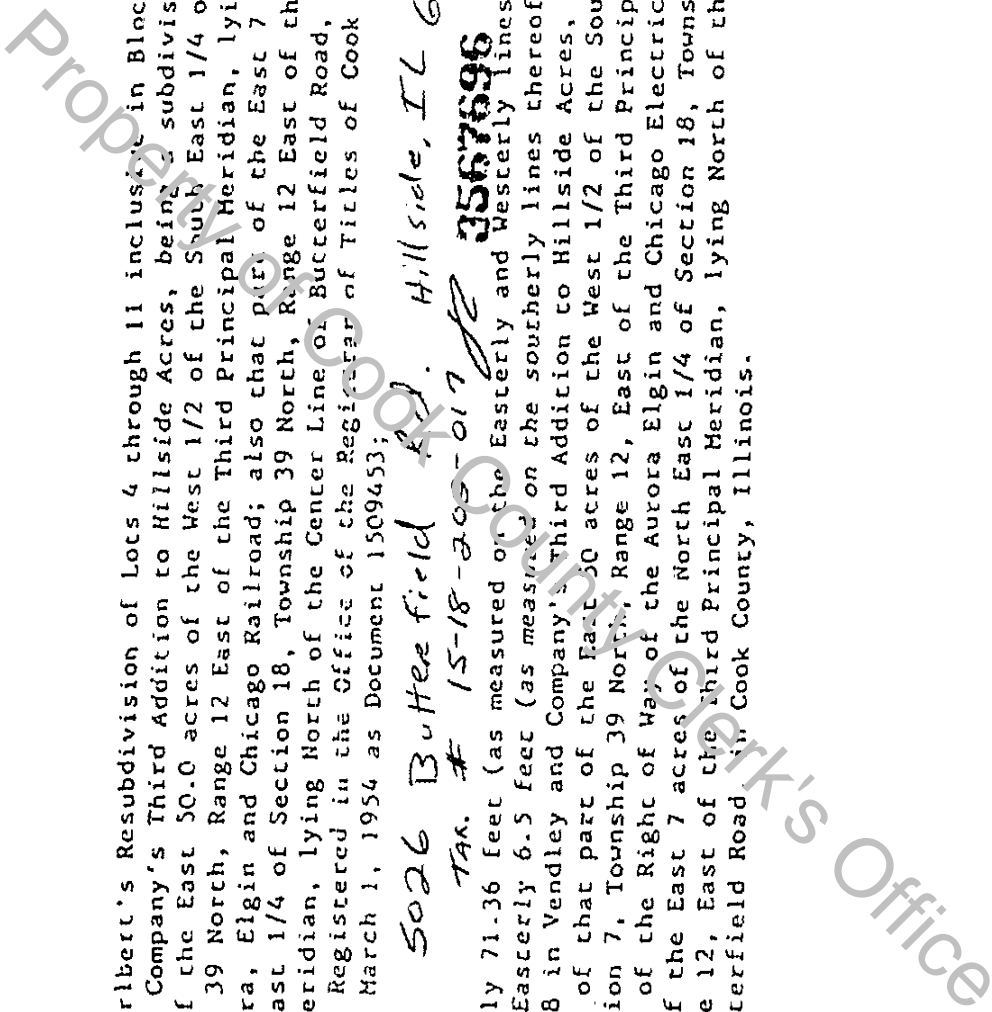 rlbert's Resubdivision of Lots 4 through 11 inclusive in Bloc
Company's Third Addition to Hillside Acres, being a subdivis
f the East 50.0 acres of the West 1/2 of the South East 1/4 o
39 North, Range 12 East of the Third Principal Meridian, lyi
ra, Elgin and Chicago Railroad; also that part of the East 7
ast 1/4 of Section 18, Township 39 North, Range 12 East of th
eridian, lying North of the Center Line of Butterfield Road,
Registered in the Office of the Registrar of Titles of Cook
March 1, 1954 as Document 1509453;
5026 Butterfield Rd. Hillside, IL 6
TAX. # 15-18-200-017
3567696
ly 71.36 feet (as measured on the Easterly and Westerly lines
Easterly 6.5 feet (as measured on the southerly lines thereof
8 in Vendley and Company's Third Addition to Hillside Acres,
of that part of the East 50 acres of the West 1/2 of the Sou
ion 7, Township 39 North, Range 12, East of the Third Princip
of the Right of Way of the Aurora Elgin and Chicago Electric
f the East 7 acres of the North East 1/4 of Section 18, Towns
e 12, East of the Third Principal Meridian, lying North of th
terfield Road, in Cook County, Illinois.
Property of Cook County Clerk's Office